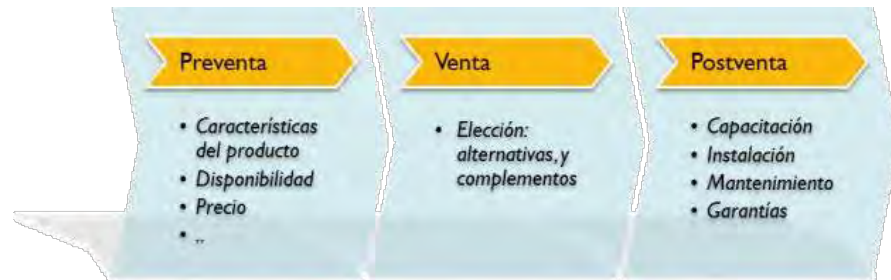 Preventa
• Características
del producto
• Disponibilidad
• Precio
• ,,
Venta
• Elección:
alternativas, y
complementos
Postventa
• Capacitación
• Instalación
• Mantenimiento
• Garantías